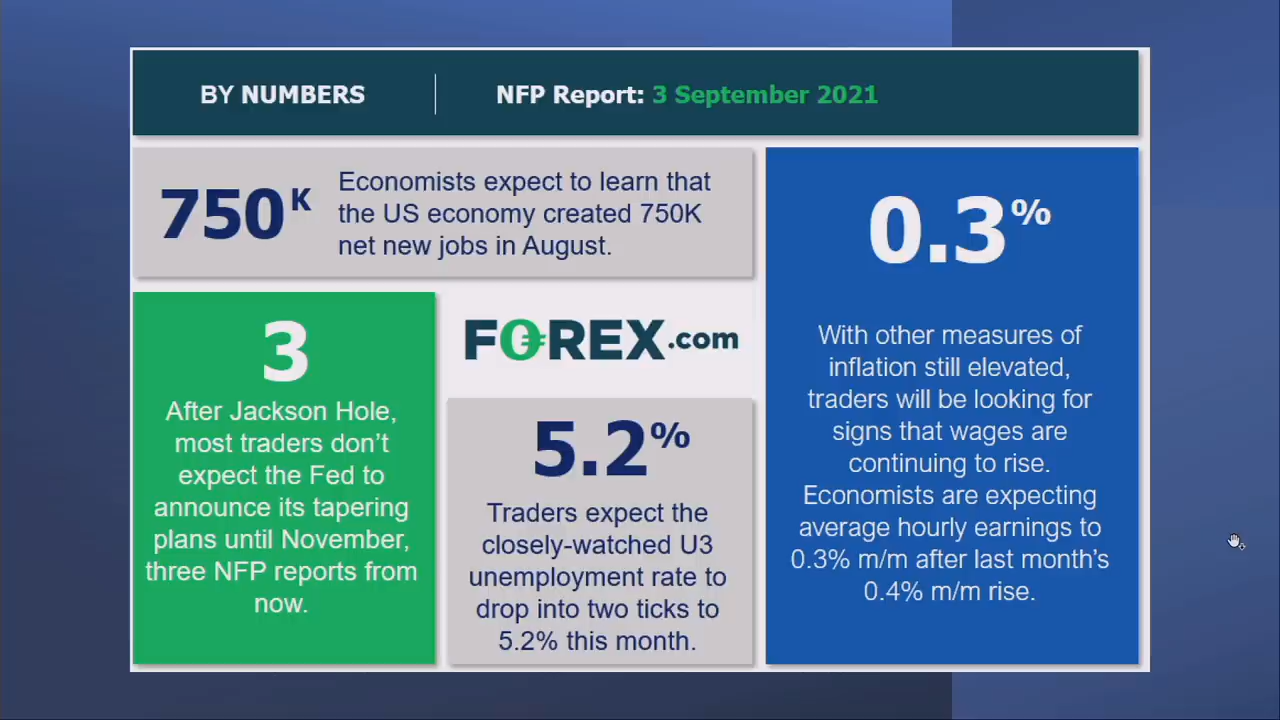 BY NUMBERS
NFP Report: 3 September 2021
750K
Economists expect to learn that
the US economy created 750K
net new jobs in August.
0.3%
With other measures of
inflation still elevated,
traders will be looking for
signs that wages are
continuing to rise.
Economists are expecting
average hourly earnings to
0.3% m/m after last month's
0.4% m/m rise.
3
After Jackson Hole,
most traders don't
expect the Fed to
announce its tapering
plans until November,
three NFP reports from
now.
FOREX.com
5.2%
Traders expect the
closely-watched U3
unemployment rate to
drop into two ticks to
5.2% this month.